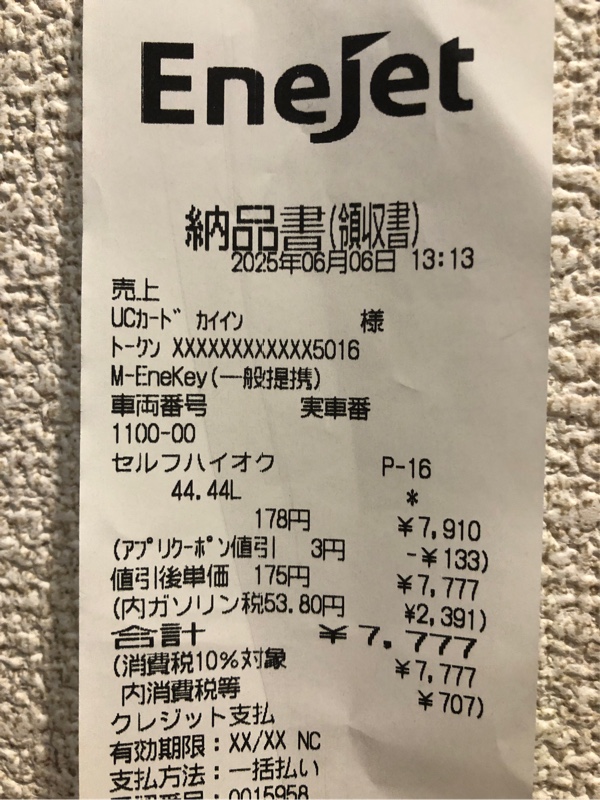 EneJet
納品書(領収書)
2025年06月06日 13:13
売上
UCカード カイイン 様
トークン XXXXXXXXXXXX5016
M-EneKey(一般提携)
車両番号 実車番
1100-00
セルフハイオク P-16
44.44L *
178円 ¥7,910
(アプリクーポン値引 3円 -¥133)
値引後単価 175円 ¥7,777
(内ガソリン税53.80円 ¥2,391)
合計 ¥7,777
(消費税10%対象 ¥7,777
内消費税等 ¥707)
クレジット支払
有効期限:XX/XX NC
支払方法:一括払い
承認番号:0015958